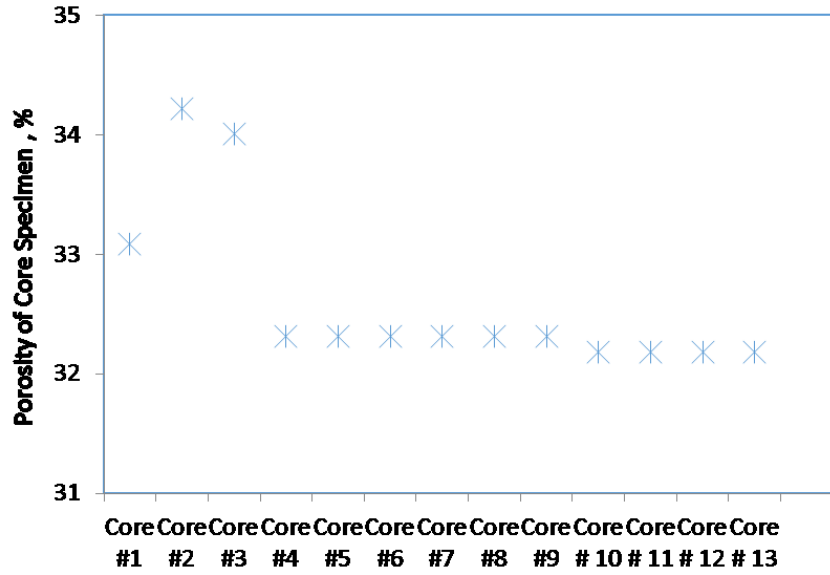 35
34
33
32
31
Porosity of Core Specimen , %
Core Core Core Core Core Core Core Core Core Core Core Core Core
#1 #2 #3 #4 #5 #6 #7 #8 #9 # 10 # 11 # 12 # 13